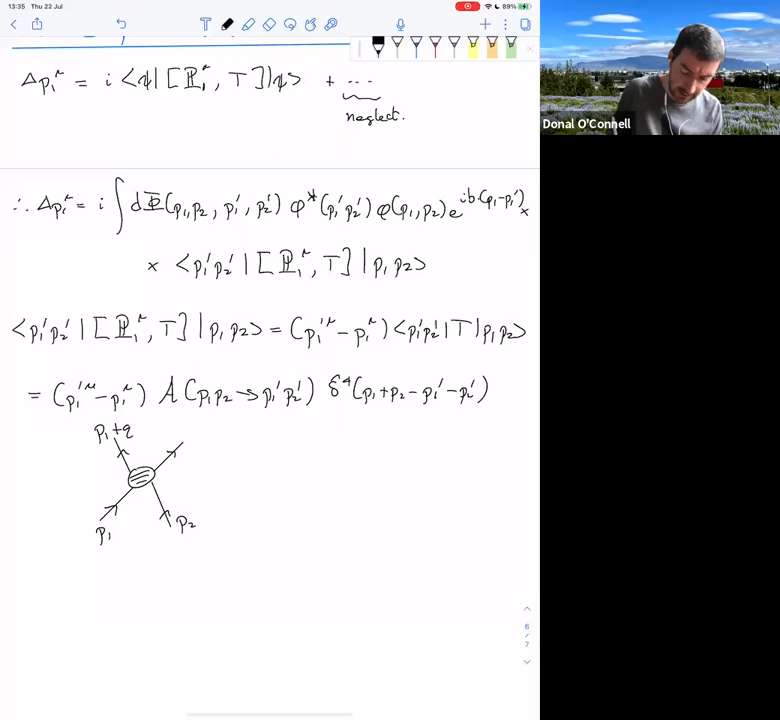 13:35 Thu 22 Jul
89%
Δp₁^μ = i <ψ| [ℙ₁^μ, T] |ψ> + ...
neglect.
∴ Δp₁^μ = i ∫ dΦ(p₁, p₂, p₁', p₂') φ*(p₁'p₂') φ(p₁, p₂) e^{ib·(p₁-p₁')} ×
× <p₁'p₂' | [ℙ₁^μ, T] | p₁ p₂>
<p₁'p₂' | [ℙ₁^μ, T] | p₁ p₂> = (p₁'^μ - p₁^μ) <p₁'p₂' | T | p₁ p₂>
= (p₁'^μ - p₁^μ) A (p₁ p₂ → p₁' p₂') δ⁴(p₁ + p₂ - p₁' - p₂')
p₁ + q
p₁
p₂
6
/
7
Donal O'Connell